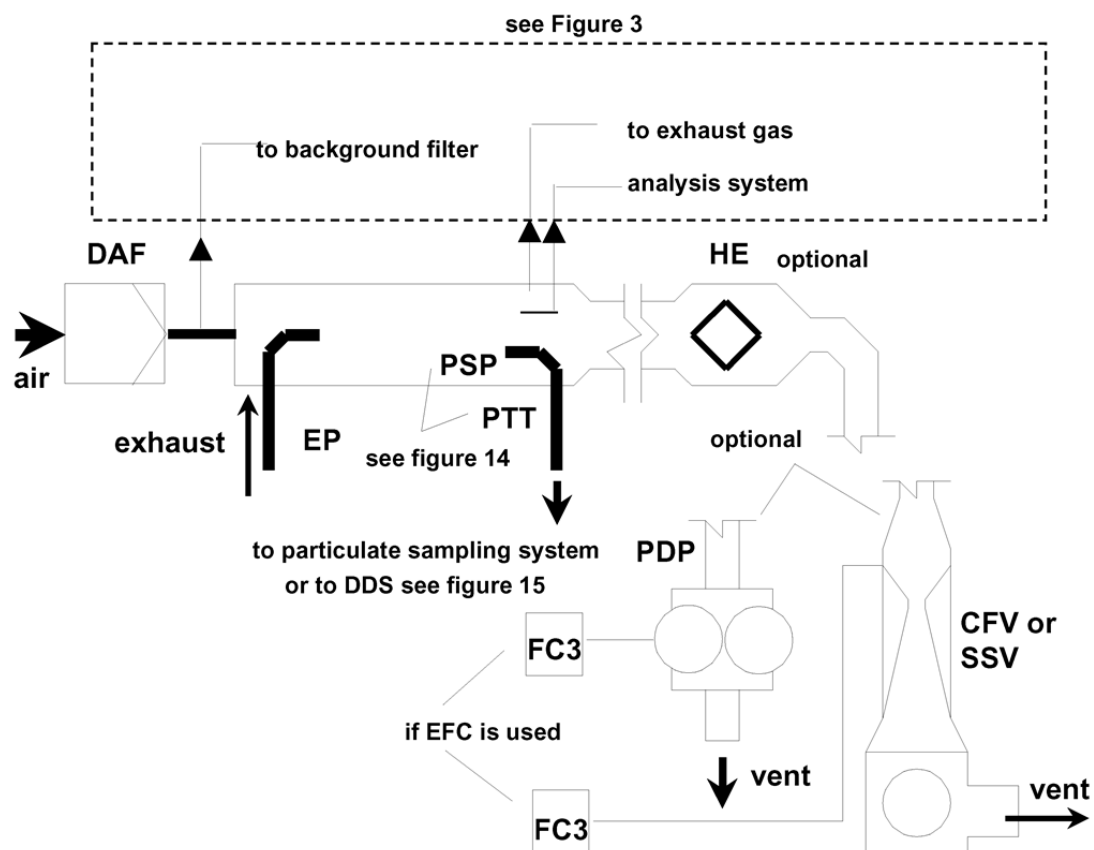 see Figure 3
to exhaust gas
to background filter
analysis system
DAF
HE
optional
air
PSP
exhaust
EP
PTT
see figure 14
optional
to particulate sampling system
or to DDS see figure 15
PDP
FC3
CFV or
SSV
if EFC is used
vent
vent
FC3